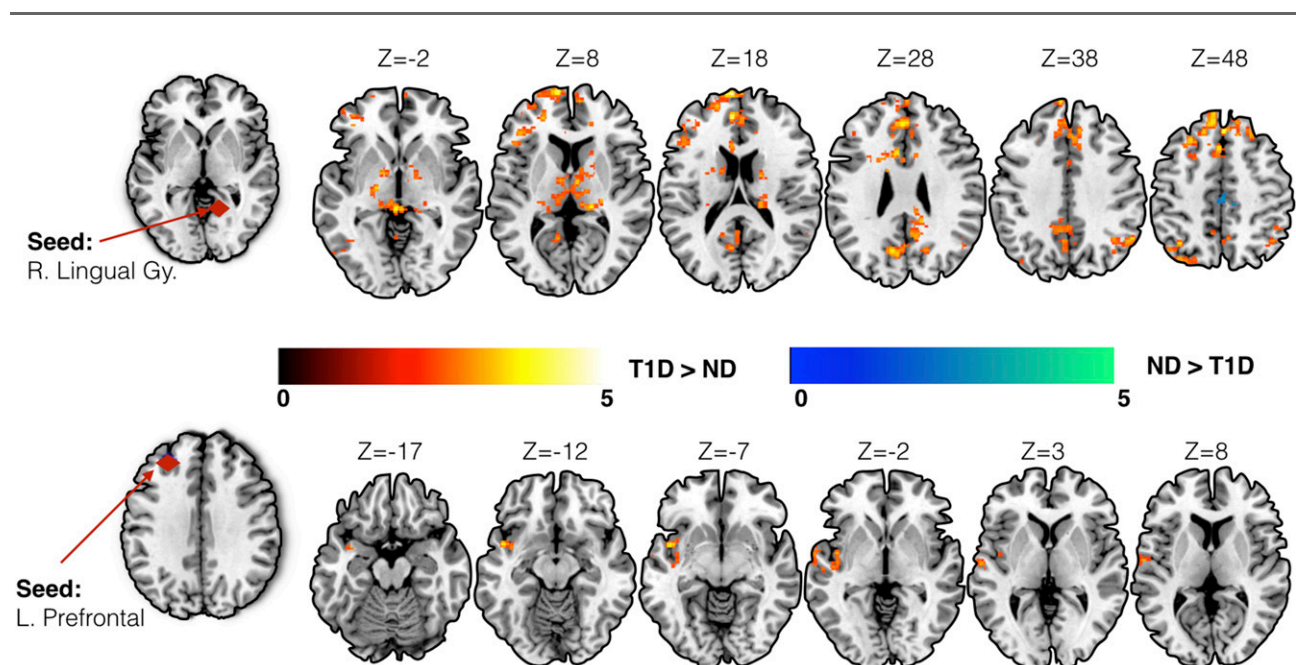 Z=-2 Z=8 Z=18 Z=28 Z=38 Z=48
Seed:
R. Lingual Gy.
T1D > ND
ND > T1D
0 5 0 5
Z=-17 Z=-12 Z=-7 Z=-2 Z=3 Z=8
Seed:
L. Prefrontal